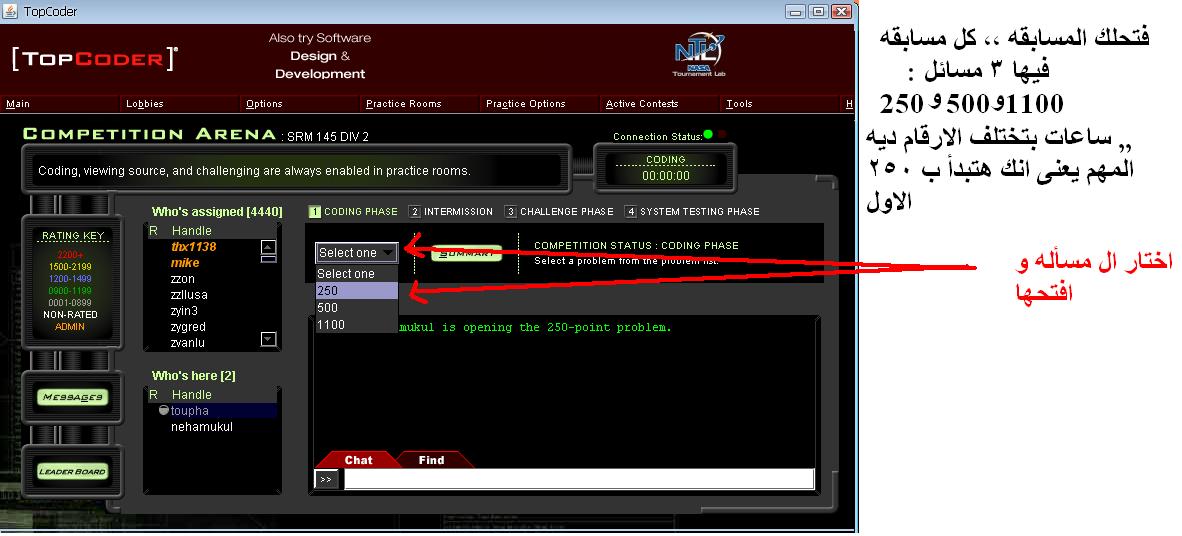 TopCoder
[TOPCODER]®
Also try Software
Design &
Development
NTL
NASA
Tournament Lab
Main Lobbies Options Practice Rooms Practice Options Active Contests Tools H
COMPETITION ARENA : SRM 145 DIV 2
Connection Status:
Coding, viewing source, and challenging are always enabled in practice rooms.
CODING
00:00:00
RATING KEY
2200+
1500-2199
1200-1499
0900-1199
0001-0899
NON-RATED
ADMIN
MESSAGES
LEADER BOARD
Who's assigned [4440]
R Handle
thx1138
mike
zzon
zzllusa
zyin3
zygred
zvanlu
Who's here [2]
R Handle
toupha
nehamukul
1 CODING PHASE 2 INTERMISSION 3 CHALLENGE PHASE 4 SYSTEM TESTING PHASE
Select one
SUMMARY
COMPETITION STATUS : CODING PHASE
Select a problem from the problem list.
Select one
250
500
1100
mukul is opening the 250-point problem.
Chat Find
>>
فتحلك المسابقه ،، كل مسابقه
فيها ٣ مسائل :
250 و 500و1100
,, ساعات بتختلف الارقام ديه
المهم يعنى انك هتبدأ ب ٢٥٠
الاول
اختار ال مسأله و
افتحها